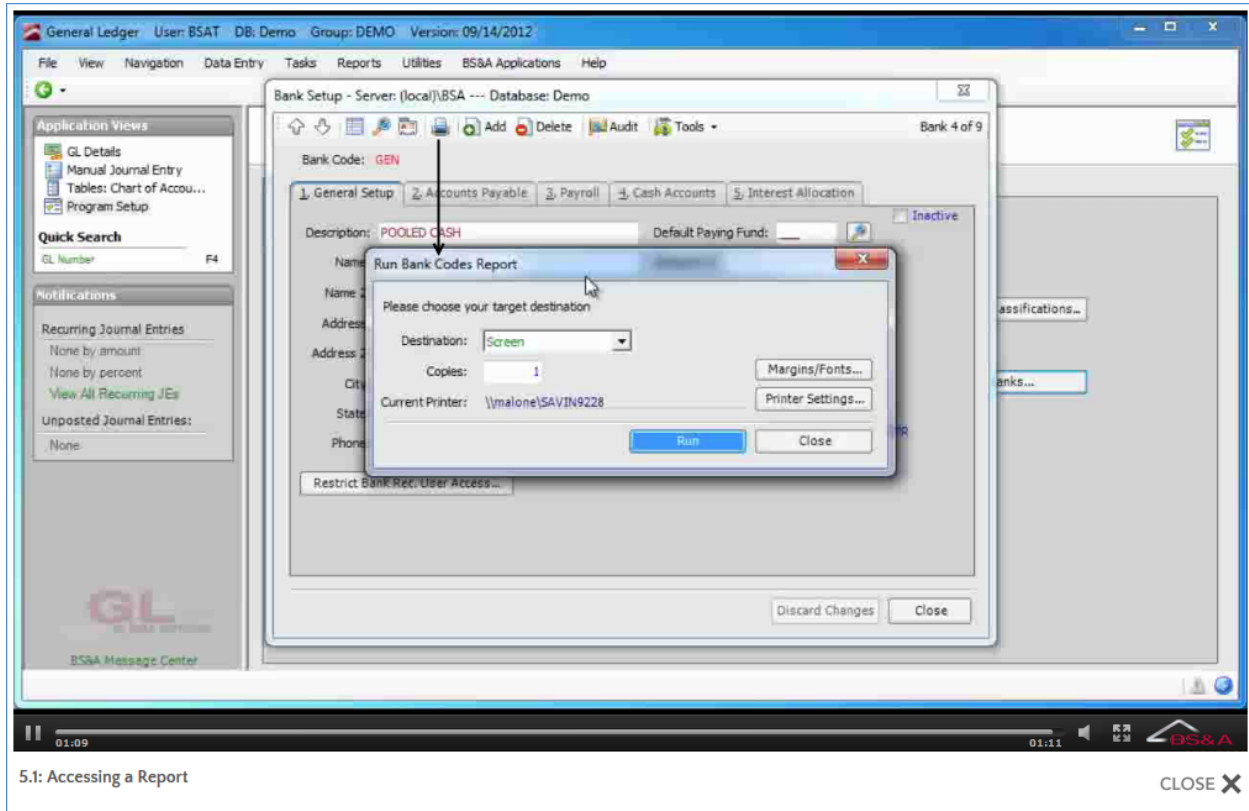 General Ledger User: BSAT DB: Demo Group: DEMO Version: 09/14/2012
File View Navigation Data Entry Tasks Reports Utilities BS&A Applications Help
Bank Setup - Server: (local)\BSA --- Database: Demo
Add Delete Audit Tools Bank 4 of 9
Bank Code: GEN
1. General Setup 2. Accounts Payable 3. Payroll 4. Cash Accounts 5. Interest Allocation
Inactive
Description: POOLED CASH Default Paying Fund:
Name
Name 2
Address
Address 2
City
State
Phone
Restrict Bank Rec. User Access...
Discard Changes Close
Run Bank Codes Report
Please choose your target destination
Destination: Screen
Copies: 1 Margins/Fonts...
Current Printer: \\malone\SAVIN9228 Printer Settings...
Run Close
Application Views
GL Details
Manual Journal Entry
Tables: Chart of Accou...
Program Setup
Quick Search
GL Number F4
Notifications
Recurring Journal Entries
None by amount
None by percent
View All Recurring JEs
Unposted Journal Entries:
None
GL
BS&A Message Center
assifications...
anks...
01:09 01:11 BS&A
5.1: Accessing a Report
CLOSE